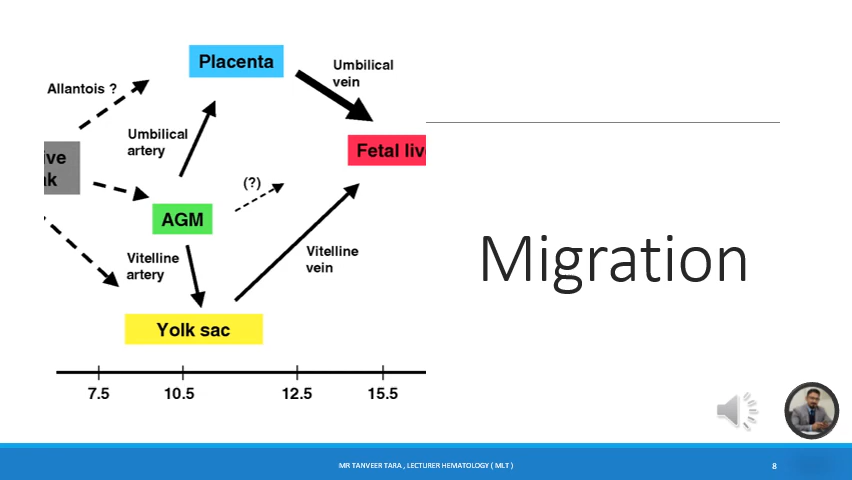 Placenta
Umbilical
vein
Allantois ?
Umbilical
artery
ive
Fetal liv
(?)
AGM
Vitelline
artery
Vitelline
vein
Yolk sac
7.5 10.5 12.5 15.5
Migration
MR TANVEER TARA , LECTURER HEMATOLOGY ( MLT )
8